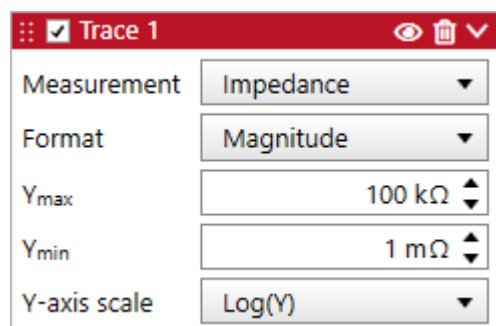 Trace 1
Measurement Impedance
Format Magnitude
Ymax 100 kΩ
Ymin 1 mΩ
Y-axis scale Log(Y)